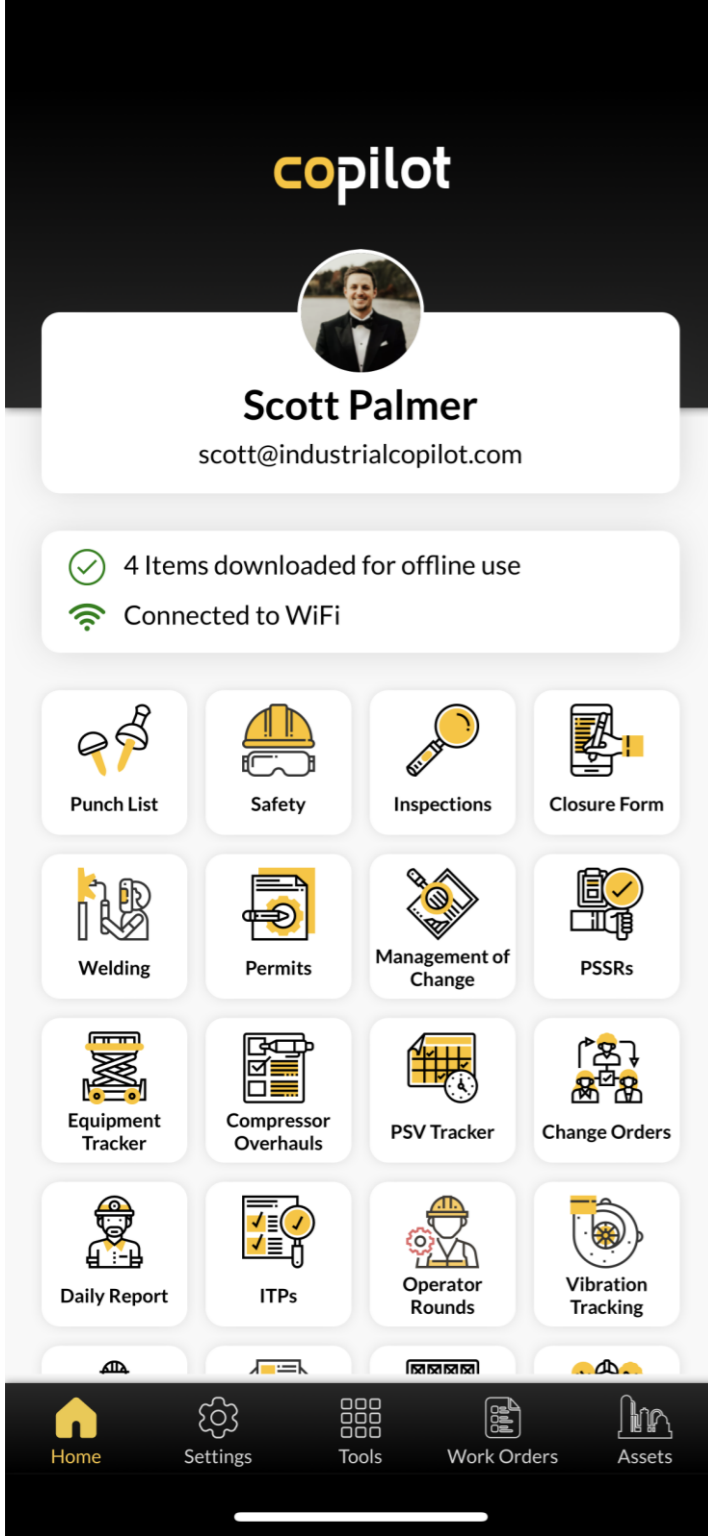 copilot
Scott Palmer
scott@industrialcopilot.com
4 Items downloaded for offline use
Connected to WiFi
Punch List
Safety
Inspections
Closure Form
Welding
Permits
Management of
Change
PSSRs
Equipment
Tracker
Compressor
Overhauls
PSV Tracker
Change Orders
Daily Report
ITPs
Operator
Rounds
Vibration
Tracking
Home
Settings
Tools
Work Orders
Assets